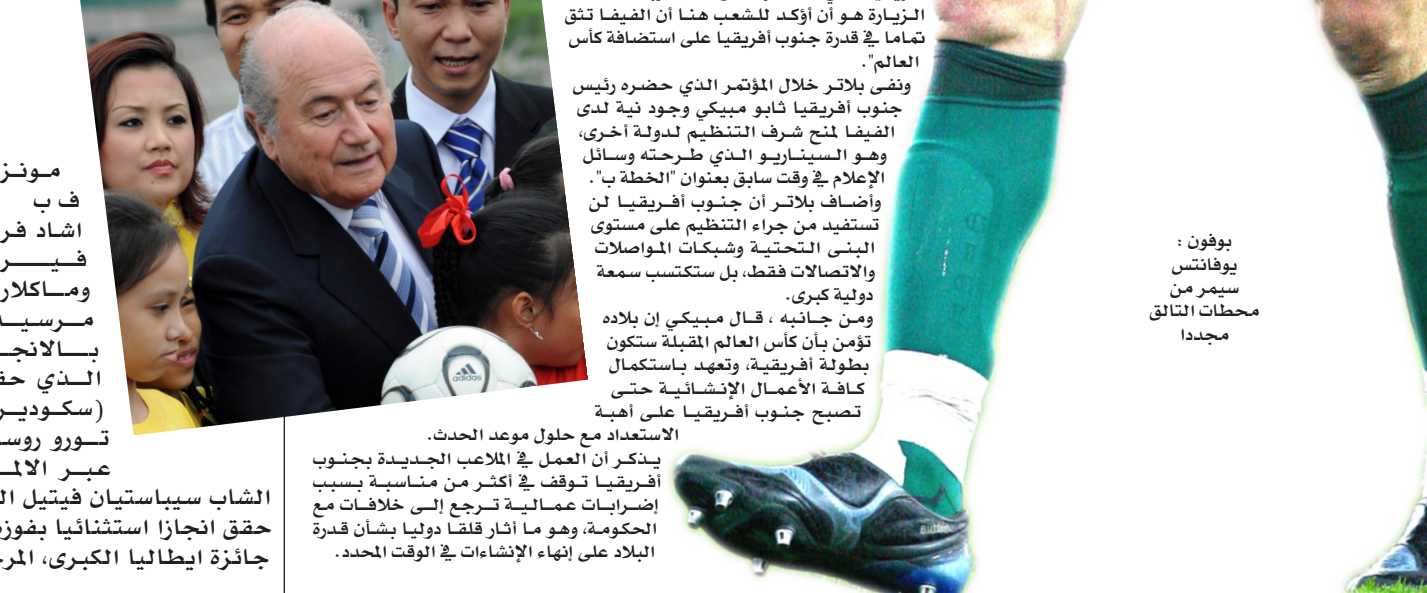 الزيارة هو أن أؤكد للشعب هنا أن الفيفا تثق
تماما في قدرة جنوب أفريقيا على استضافة كأس
العالم".
ونفى بلاتر خلال المؤتمر الذي حضره رئيس
جنوب أفريقيا ثابو مبيكي وجود نية لدى
الفيفا لمنح شرف التنظيم لدولة أخرى،
وهو السيناريو الذي طرحته وسائل
الإعلام في وقت سابق بعنوان "الخطة ب".
وأضاف بلاتر أن جنوب أفريقيا لن
تستفيد من جراء التنظيم على مستوى
البنى التحتية وشبكات المواصلات
والاتصالات فقط، بل ستكتسب سمعة
دولية كبرى.
ومن جانبه ، قال مبيكي إن بلاده
تؤمن بأن كأس العالم المقبلة ستكون
بطولة أفريقية، وتعهد باستكمال
كافة الأعمال الإنشائية حتى
تصبح جنوب أفريقيا على أهبة
الاستعداد مع حلول موعد الحدث.
يذكر أن العمل في الملاعب الجديدة بجنوب
أفريقيا توقف في أكثر من مناسبة بسبب
إضرابات عمالية ترجع إلى خلافات مع
الحكومة، وهو ما أثار قلقا دوليا بشأن قدرة
البلاد على إنهاء الإنشاءات في الوقت المحدد.
بوفون :
يوفانتس
سيمر من
محطات التالق
مجددا
ف ب
اشاد
عبر
الشاب سيباستيان فيتيل
حقق انجازا استثنائيا
جائزة ايطاليا الكبرى،
adidas